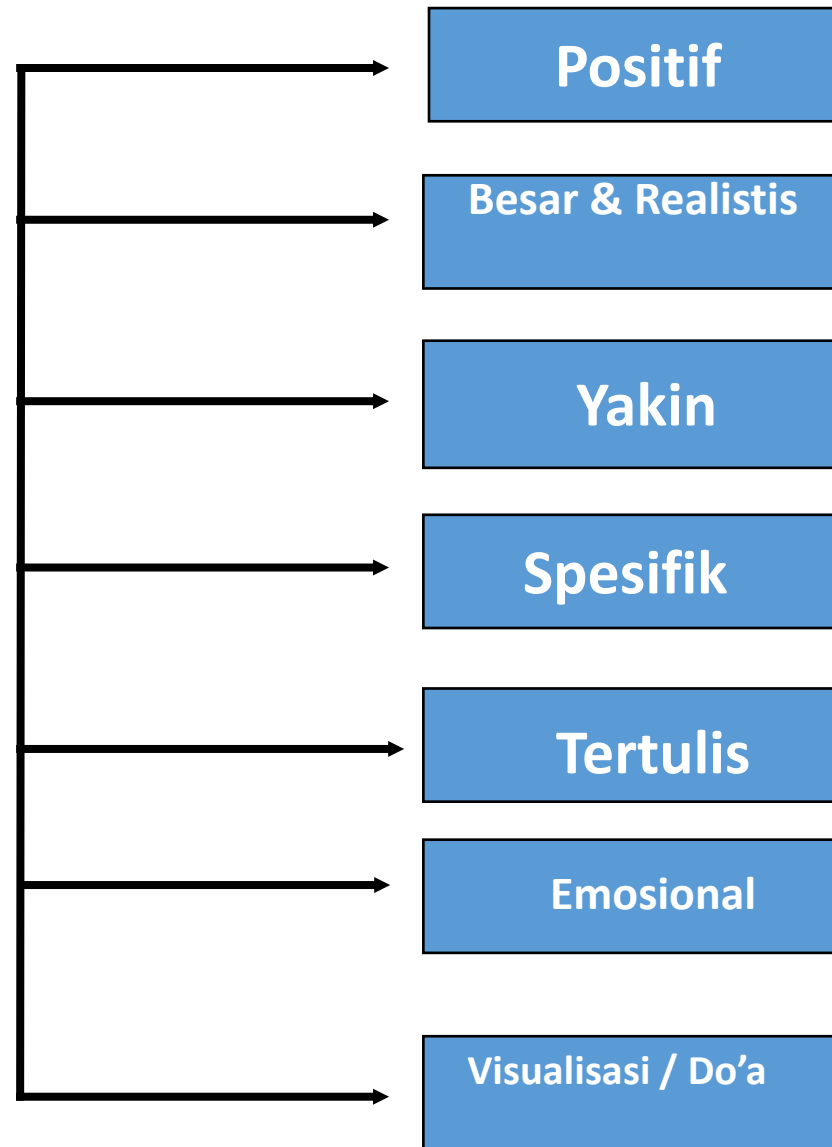 Positif
Besar & Realistis
Yakin
Spesifik
Tertulis
Emosional
Visualisasi / Do’a